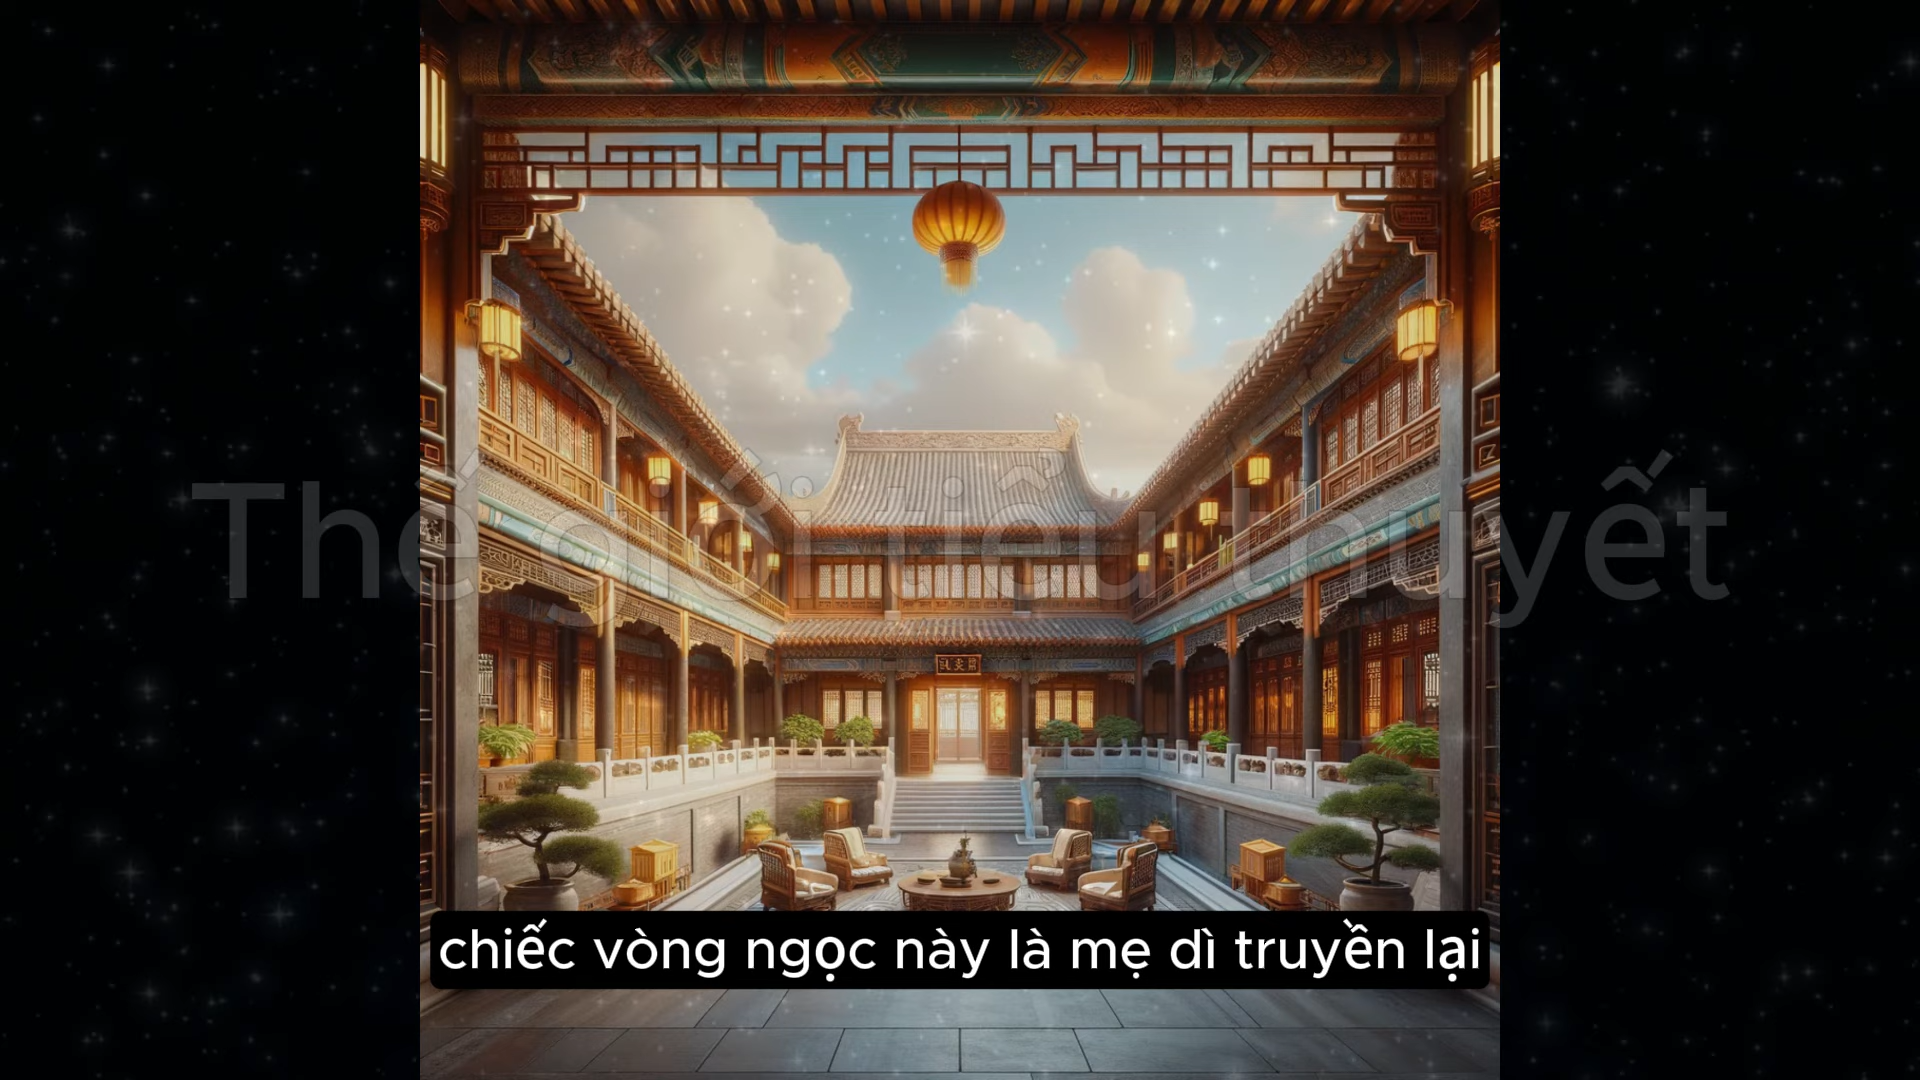 Thế giới tiểu thuyết
chiếc vòng ngọc này là mẹ dì truyền lại